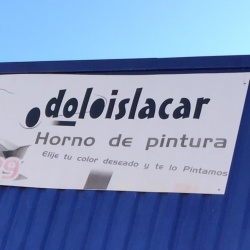 doloislacar
Horno de pintura
Elije tu color deseado y te lo Pintamos